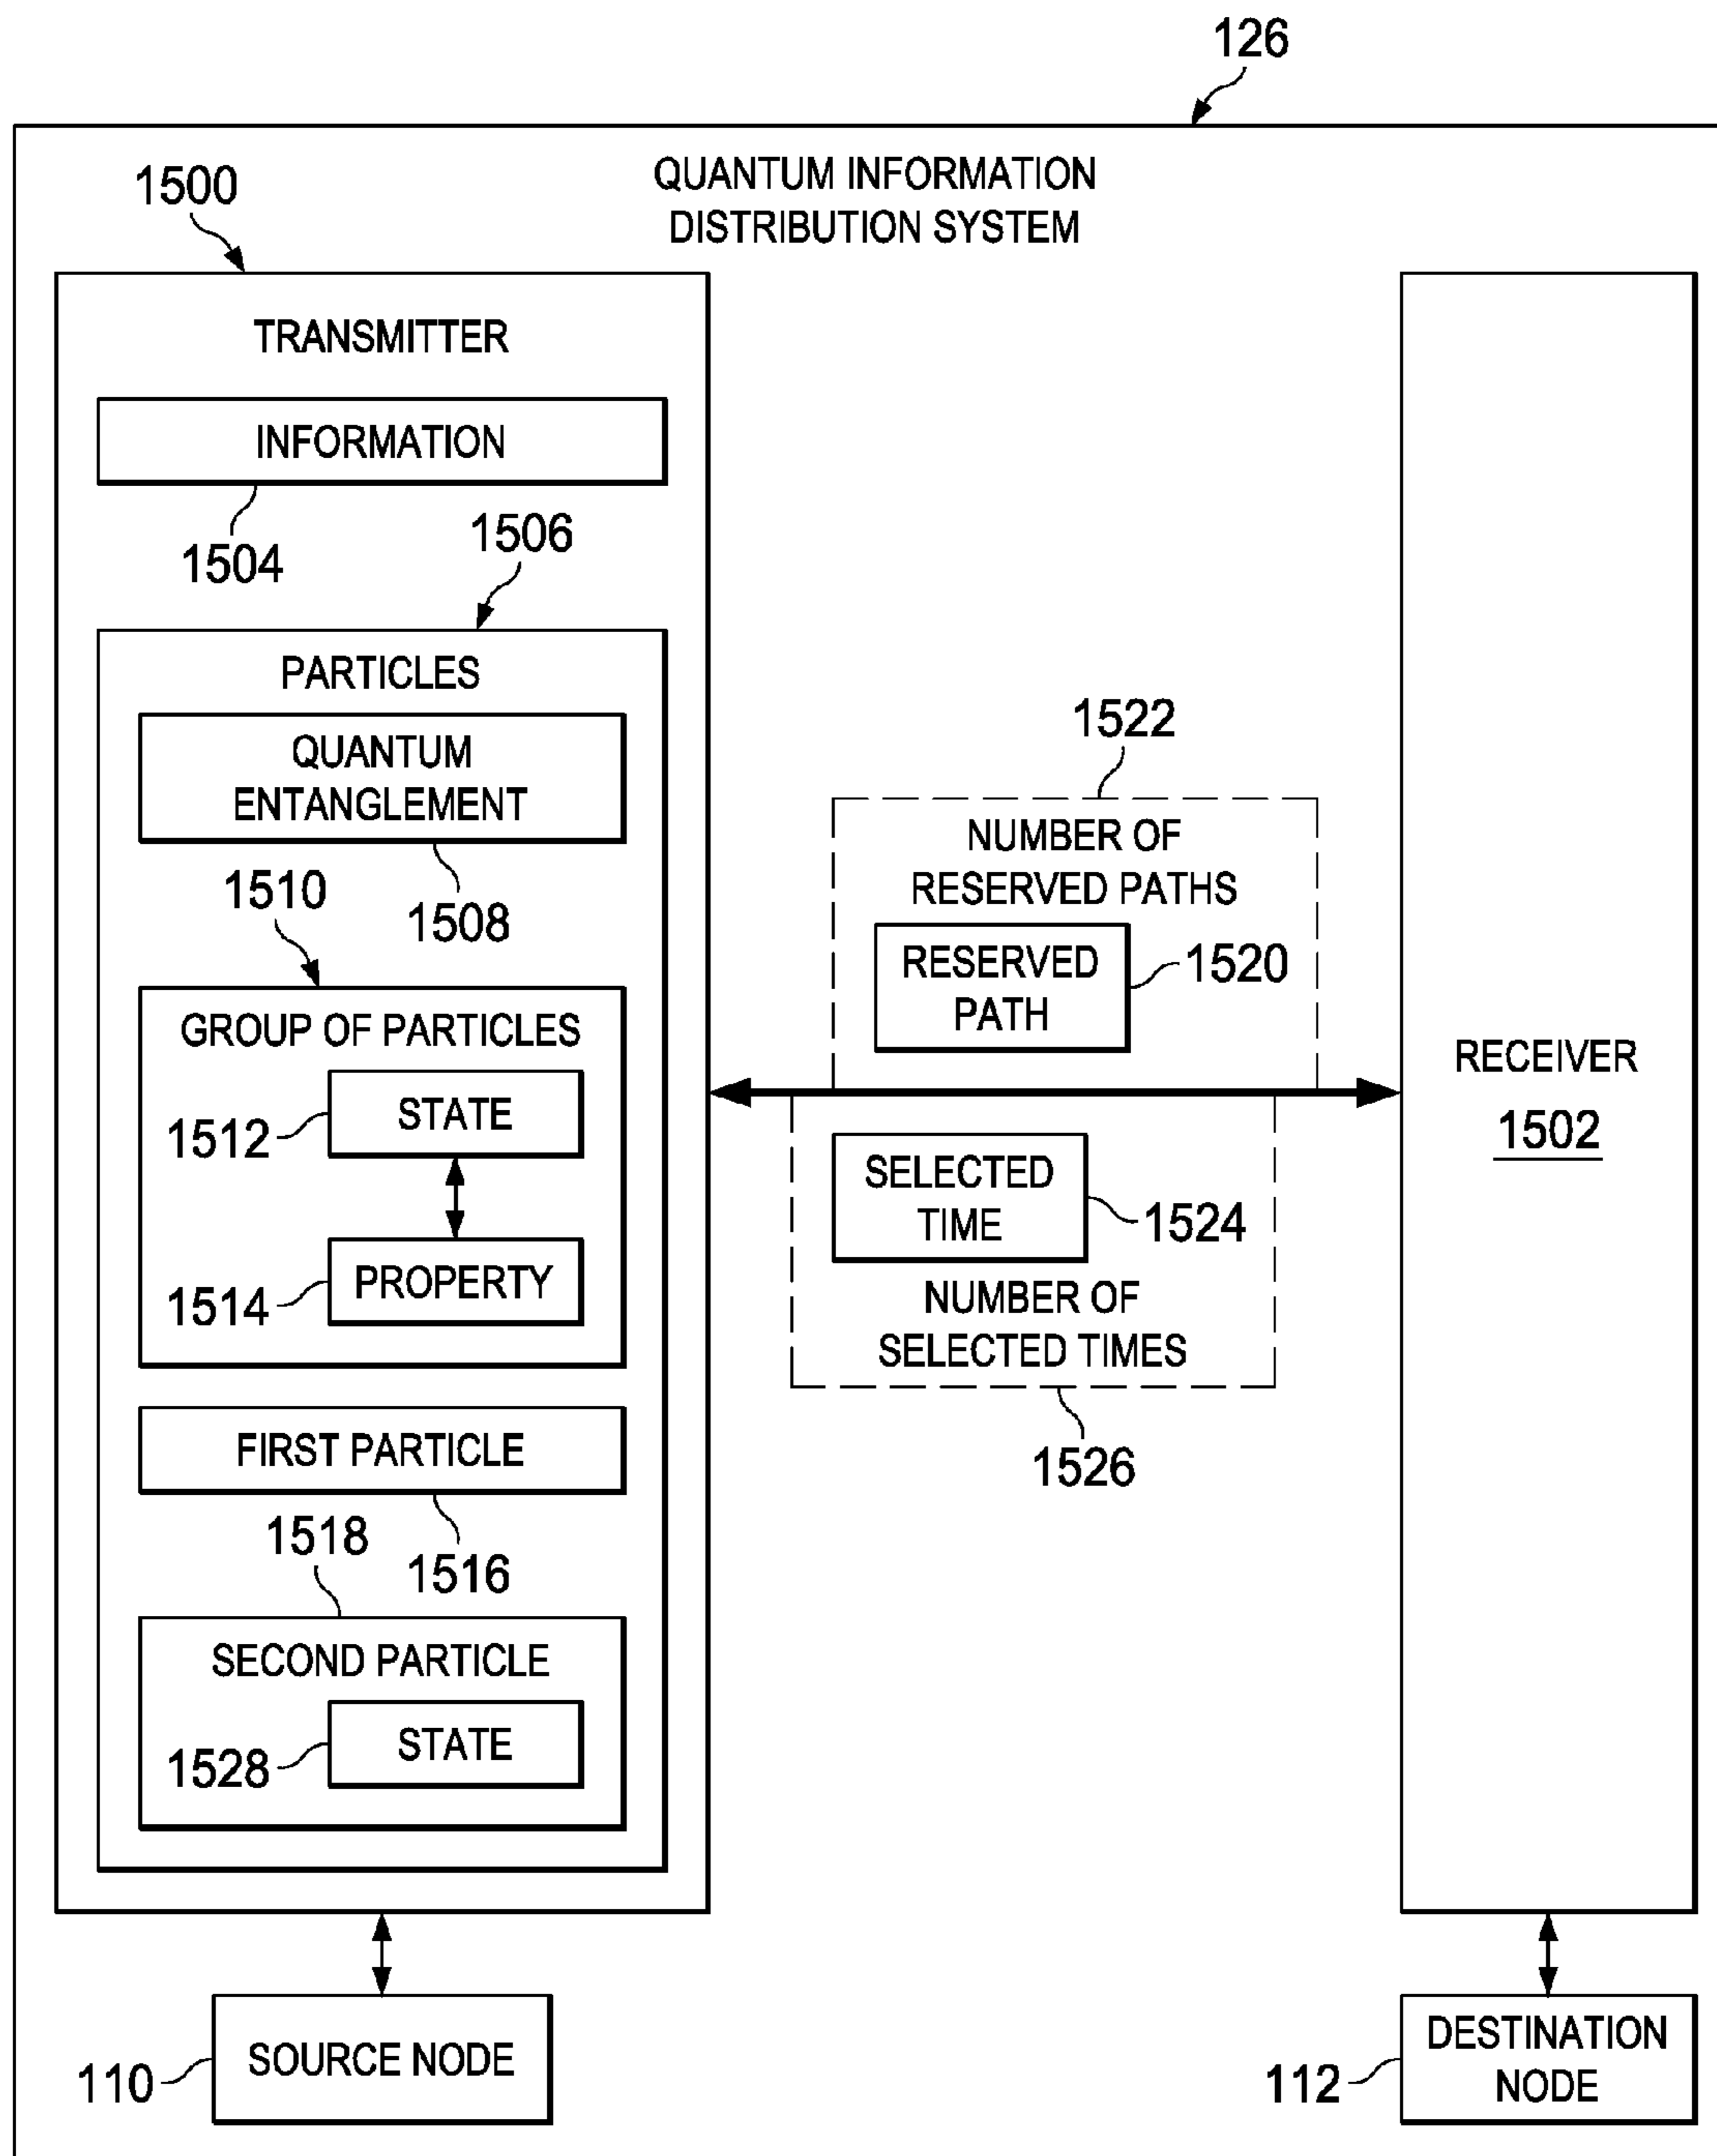 126
QUANTUM INFORMATION
DISTRIBUTION SYSTEM
1500
TRANSMITTER
INFORMATION
1504
1506
PARTICLES
QUANTUM
ENTANGLEMENT
1508
1510
GROUP OF PARTICLES
STATE
1512
PROPERTY
1514
FIRST PARTICLE
1516
1518
SECOND PARTICLE
STATE
1528
1522
NUMBER OF
RESERVED PATHS
RESERVED
PATH
1520
SELECTED
TIME
1524
NUMBER OF
SELECTED TIMES
1526
RECEIVER
1502
SOURCE NODE
110
DESTINATION
NODE
112